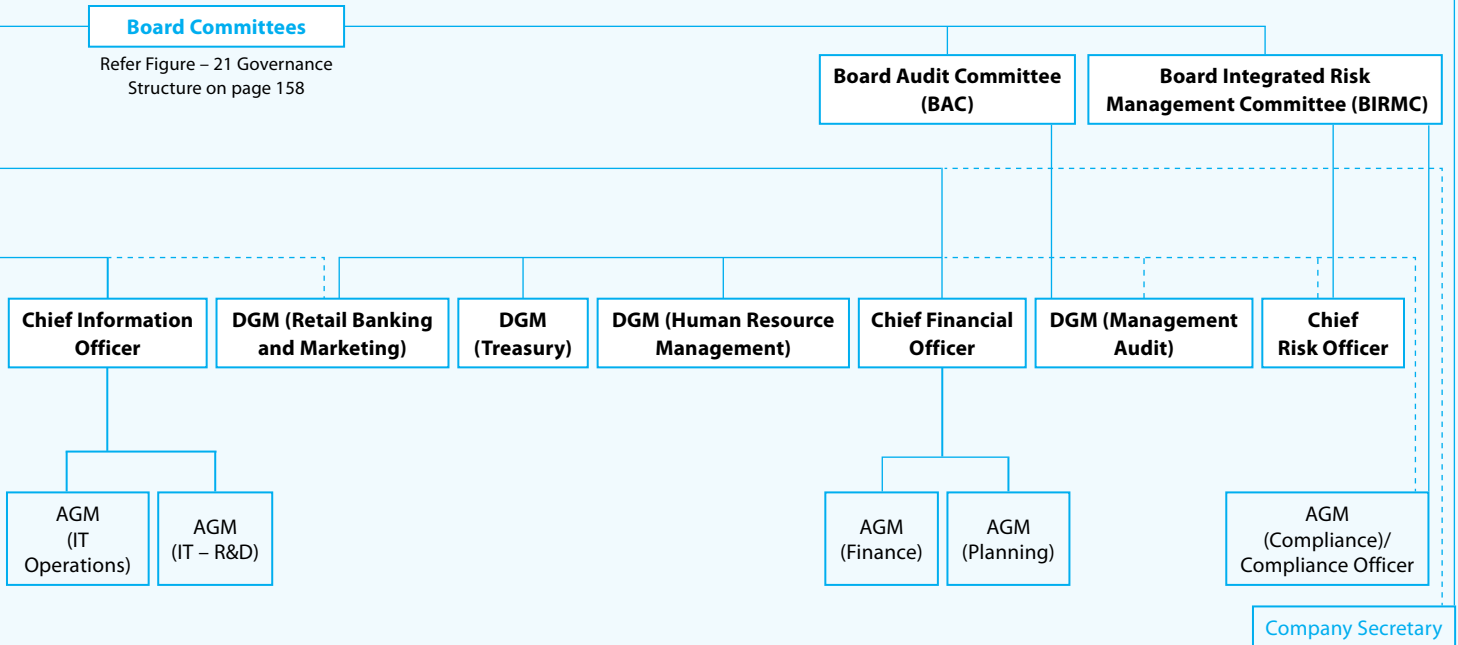 Board Committees
Refer Figure – 21 Governance
Structure on page 158
Board Audit Committee
(BAC)
Board Integrated Risk
Management Committee (BIRMC)
Chief Information
Officer
DGM (Retail Banking
and Marketing)
DGM
(Treasury)
DGM (Human Resource
Management)
Chief Financial
Officer
DGM (Management
Audit)
Chief
Risk Officer
AGM
(IT
Operations)
AGM
(IT – R&D)
AGM
(Finance)
AGM
(Planning)
AGM
(Compliance)/
Compliance Officer
Company Secretary